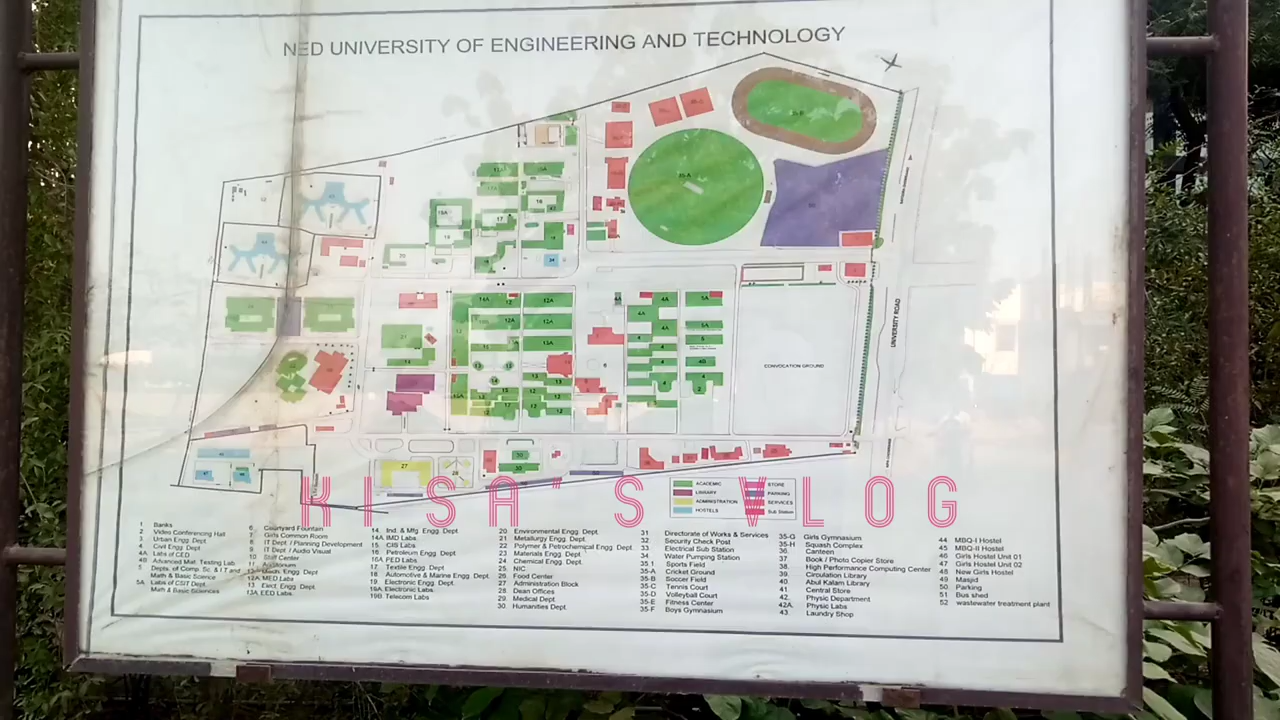 NED UNIVERSITY OF ENGINEERING AND TECHNOLOGY
UNIVERSITY ROAD
CONVOCATION GROUND
35-A
ACADEMIC
LIBRARY
ADMINISTRATION
HOSTELS
STORE
PARKING
SERVICES
Sub Station
KISA'S VLOG
1 Banks
2 Video Conferencing Hall
3 Urban Engg. Dept
4 Civil Engg. Dept
4A Labs of CED
4B Advanced Mat. Testing Lab
5 Depts. of Comp Sc. & I.T and
Math & Basic Science
5A Labs of CSIT Dept.
Math & Basic Sciences
6 Courtyard Fountain
7 Girls Common Room
8 IT Dept / Planning Development
9 IT Dept / Audio Visual
10 Staff Center
11 Auditorium
12 Mech. Engg. Dept
12A MED Labs
13 Elect. Engg Dept.
13A EED Labs.
14 Ind. & Mfg Engg. Dept
14A IMD Labs
15 CIS Labs
16 Petroleum Engg. Dept
16A PED Labs
17 Textile Engg. Dept
18 Automotive & Marine Engg. Dept
19 Electronic Engg. Dept
19A Electronic Labs.
19B Telecom Labs
20 Environmental Engg. Dept.
21 Metallurgy Engg. Dept
22 Polymer & Petrochemical Engg. Dept
23 Materials Engg. Dept
24 Chemical Engg. Dept.
25 NIC
26 Food Center
27 Administration Block
28 Dean Offices
29 Medical Dept
30 Humanities Dept.
31 Directorate of Works & Services
32 Security Check Post
33 Electrical Sub Station
34 Water Pumping Station
35.1 Sports Field
35-A Cricket Ground
35-B Soccer Field
35-C Tennis Court
35-D Volleyball Court
35-E Fitness Center
35-F Boys Gymnasium
35-G Girls Gymnasium
35-H Squash Complex
36. Canteen
37 Book / Photo Copier Store
38. High Performance Computing Center
39. Circulation Library
40 Abul Kalam Library
41 Central Store
42. Physic Department
42A. Physic Labs
43. Laundry Shop
44 MBQ-I Hostel
45 MBQ-II Hostel
46 Girls Hostel Unit 01
47 Girls Hostel Unit 02
48 New Girls Hostel
49 Masjid
50 Parking
51 Bus shed
52 wastewater treatment plant